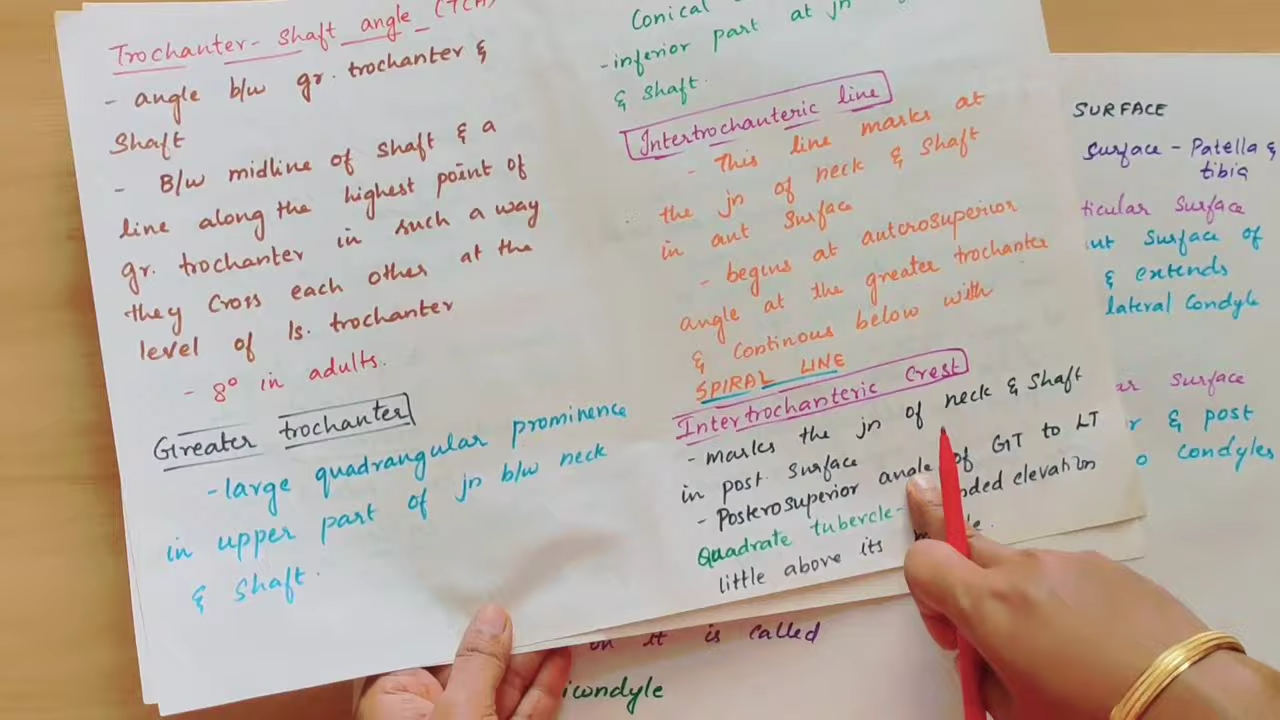 Trochanter-shaft angle
- angle b/w gr. trochanter &
Shaft
- B/w midline of shaft & a
line along the highest point of
gr. trochanter in such a way
they cross each other at the
level of ls. trochanter
- 8° in adults.
Greater trochanter
- large quadrangular prominence
in upper part of jn b/w neck
& shaft.
Conical
- inferior part at jn
& shaft.
Intertrochanteric line
- This line marks at
the jn of neck & shaft
in ant surface
- begins at auterosuperior
angle at the greater trochanter
& continous below with
SPIRAL LINE
Intertrochanteric Crest
- marks the jn of neck & shaft
in post. surface
- Posterosuperior angle of GT to LT
Quadrate tubercle- elevation
little above its
SURFACE
Surface - Patella &
tibia
Surface
Surface of
& extends
lateral Condyle
Surface
& post
condyles
it is called